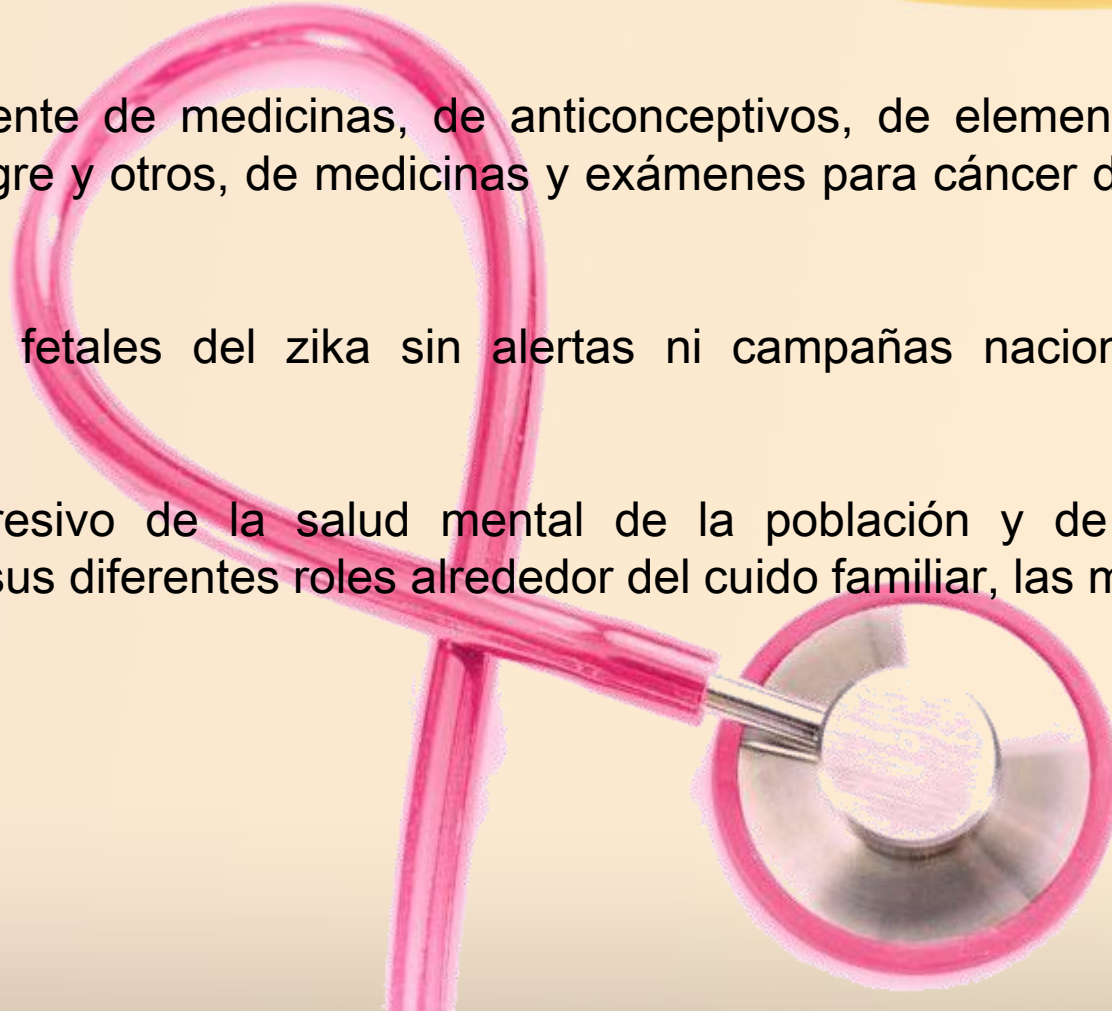 ente de medicinas, de anticonceptivos, de elemen
gre y otros, de medicinas y exámenes para cáncer d
fetales del zika sin alertas ni campañas nacion
resivo de la salud mental de la población y de
sus diferentes roles alrededor del cuido familiar, las m